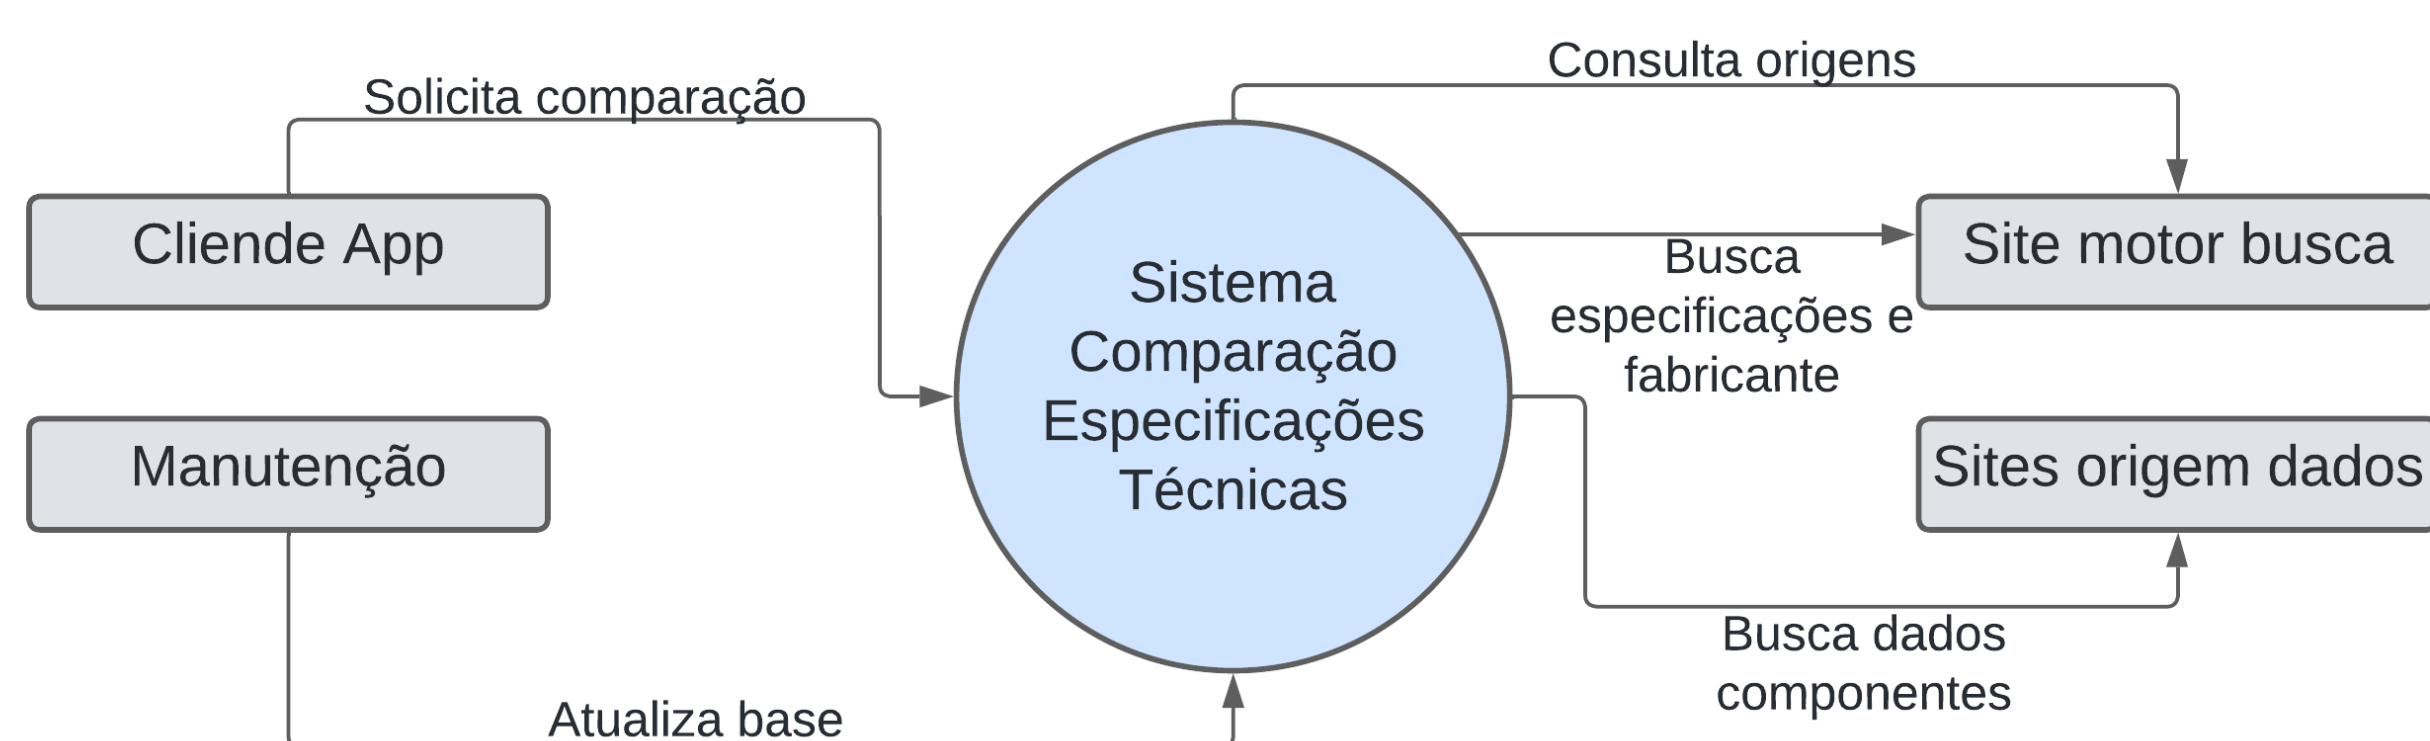 Consulta origens
Solicita comparação
Cliende App
Site motor busca
Busca
especificações e
fabricante
Sistema
Comparação
Especificações
Técnicas
Manutenção
Sites origem dados
Busca dados
componentes
Atualiza base